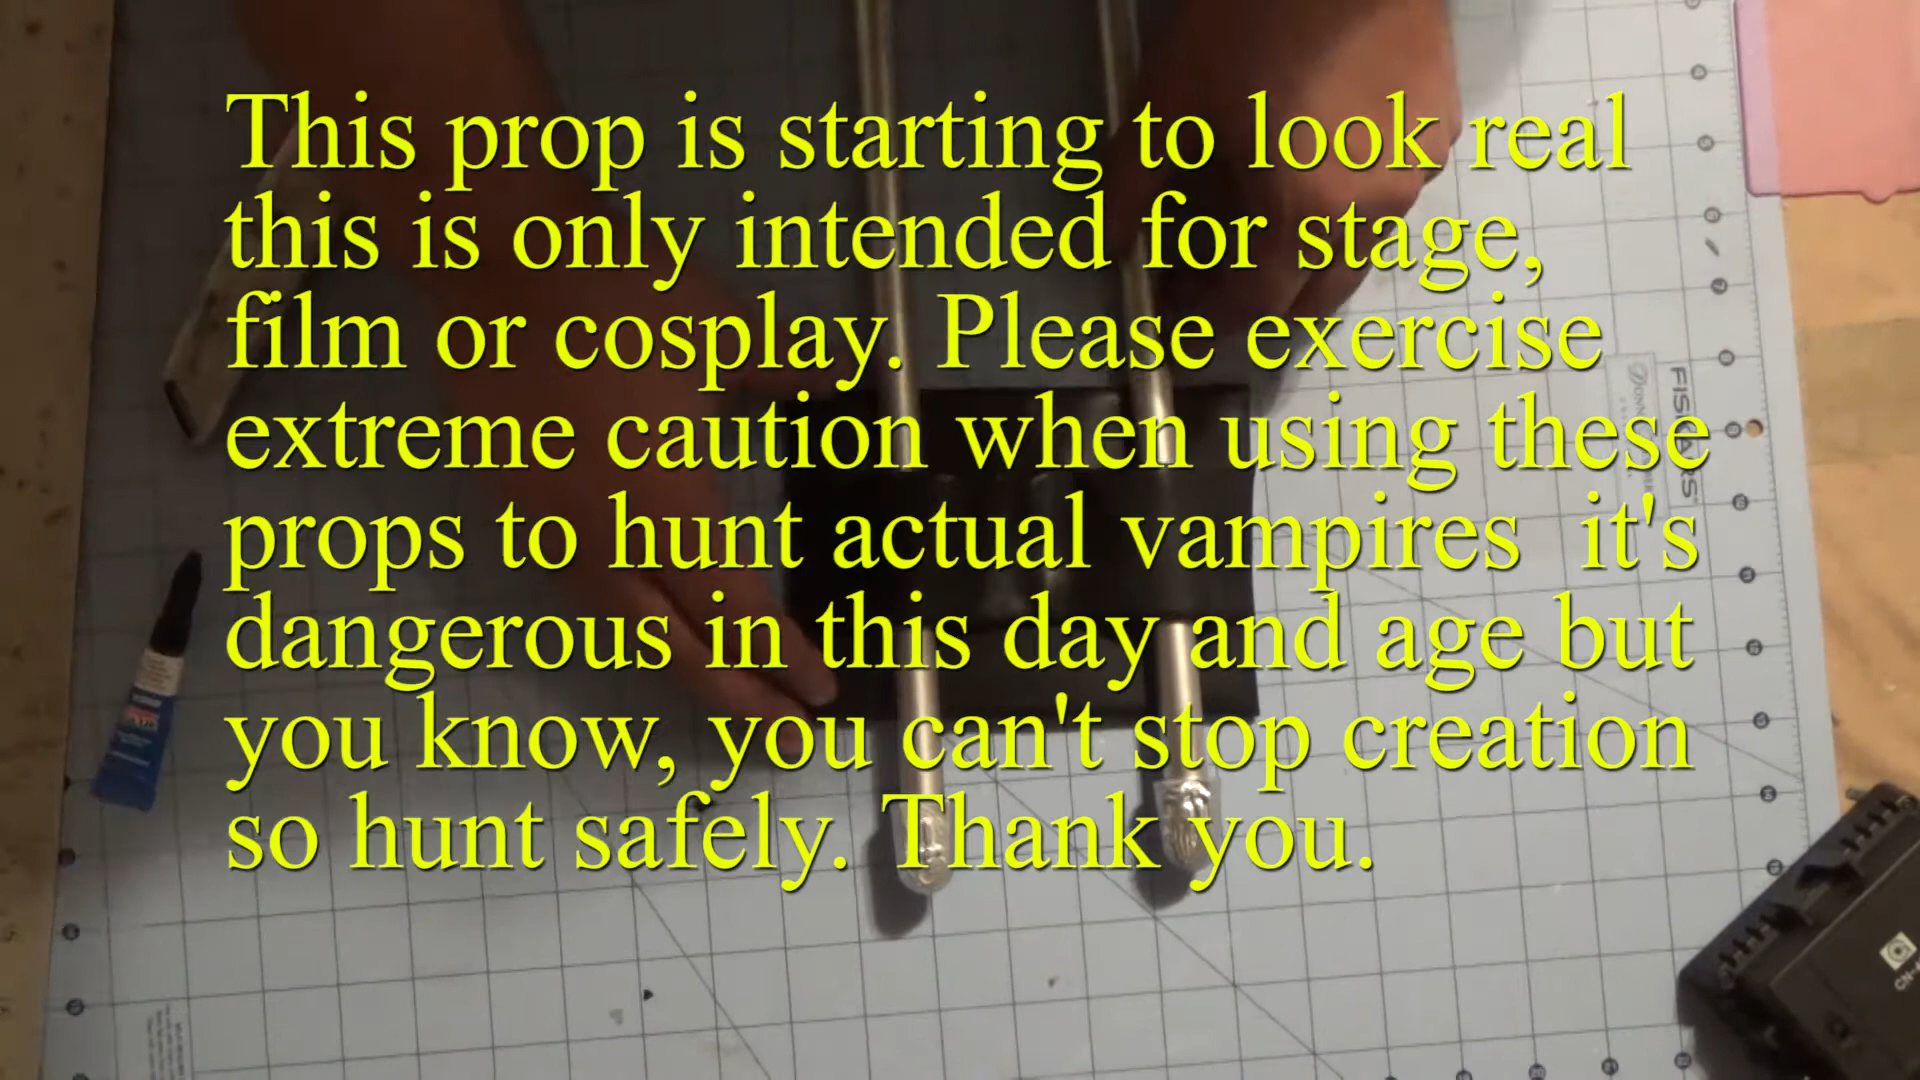 This prop is starting to look real
this is only intended for stage,
film or cosplay. Please exercise
extreme caution when using these
props to hunt actual vampires  it's
dangerous in this day and age but
you know, you can't stop creation
so hunt safely. Thank you.
FISKARS